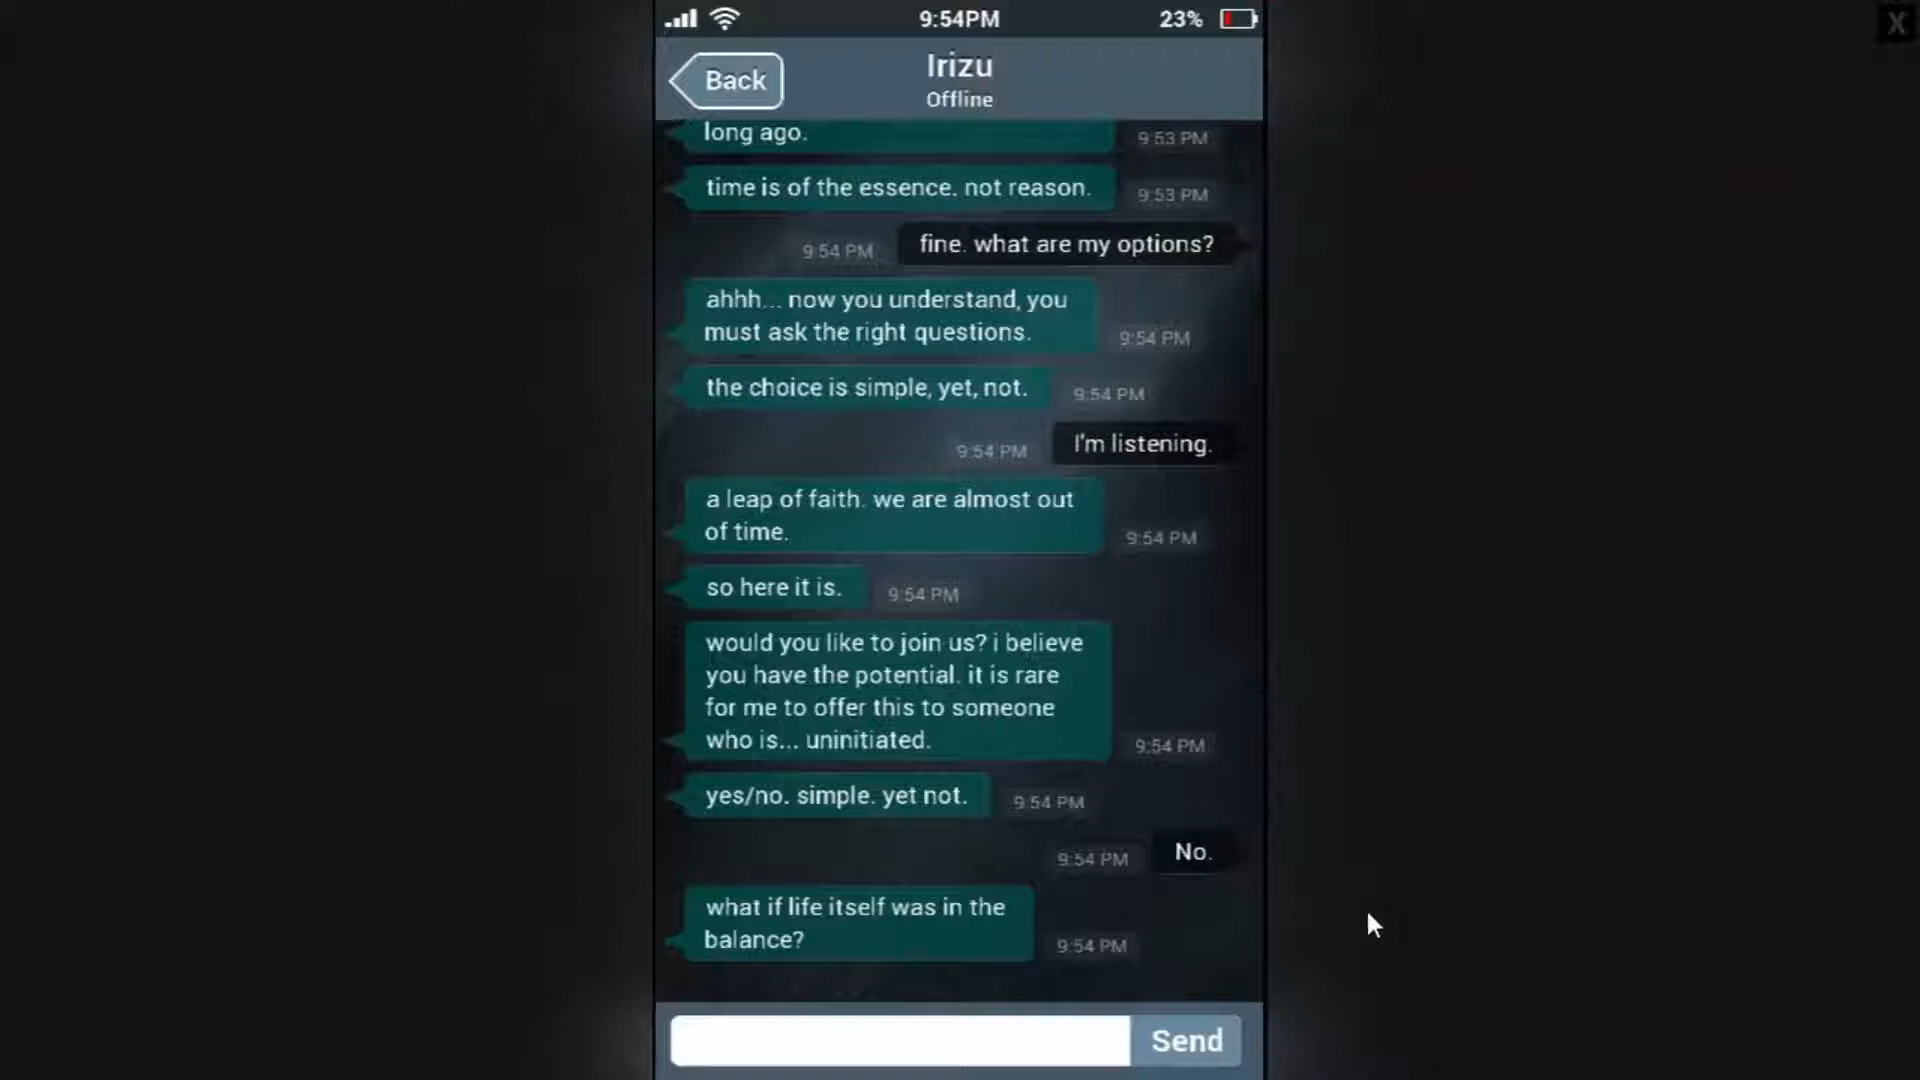 9:54PM
23%
X
Back
Irizu
Offline
long ago.
9:53 PM
time is of the essence. not reason.
9:53 PM
fine. what are my options?
9:54 PM
ahhh... now you understand, you
must ask the right questions.
9:54 PM
the choice is simple, yet, not.
9:54 PM
I'm listening.
9:54 PM
a leap of faith. we are almost out
of time.
9:54 PM
so here it is.
9:54 PM
would you like to join us? i believe
you have the potential. it is rare
for me to offer this to someone
who is... uninitiated.
9:54 PM
yes/no. simple. yet not.
9:54 PM
No.
9:54 PM
what if life itself was in the
balance?
9:54 PM
Send